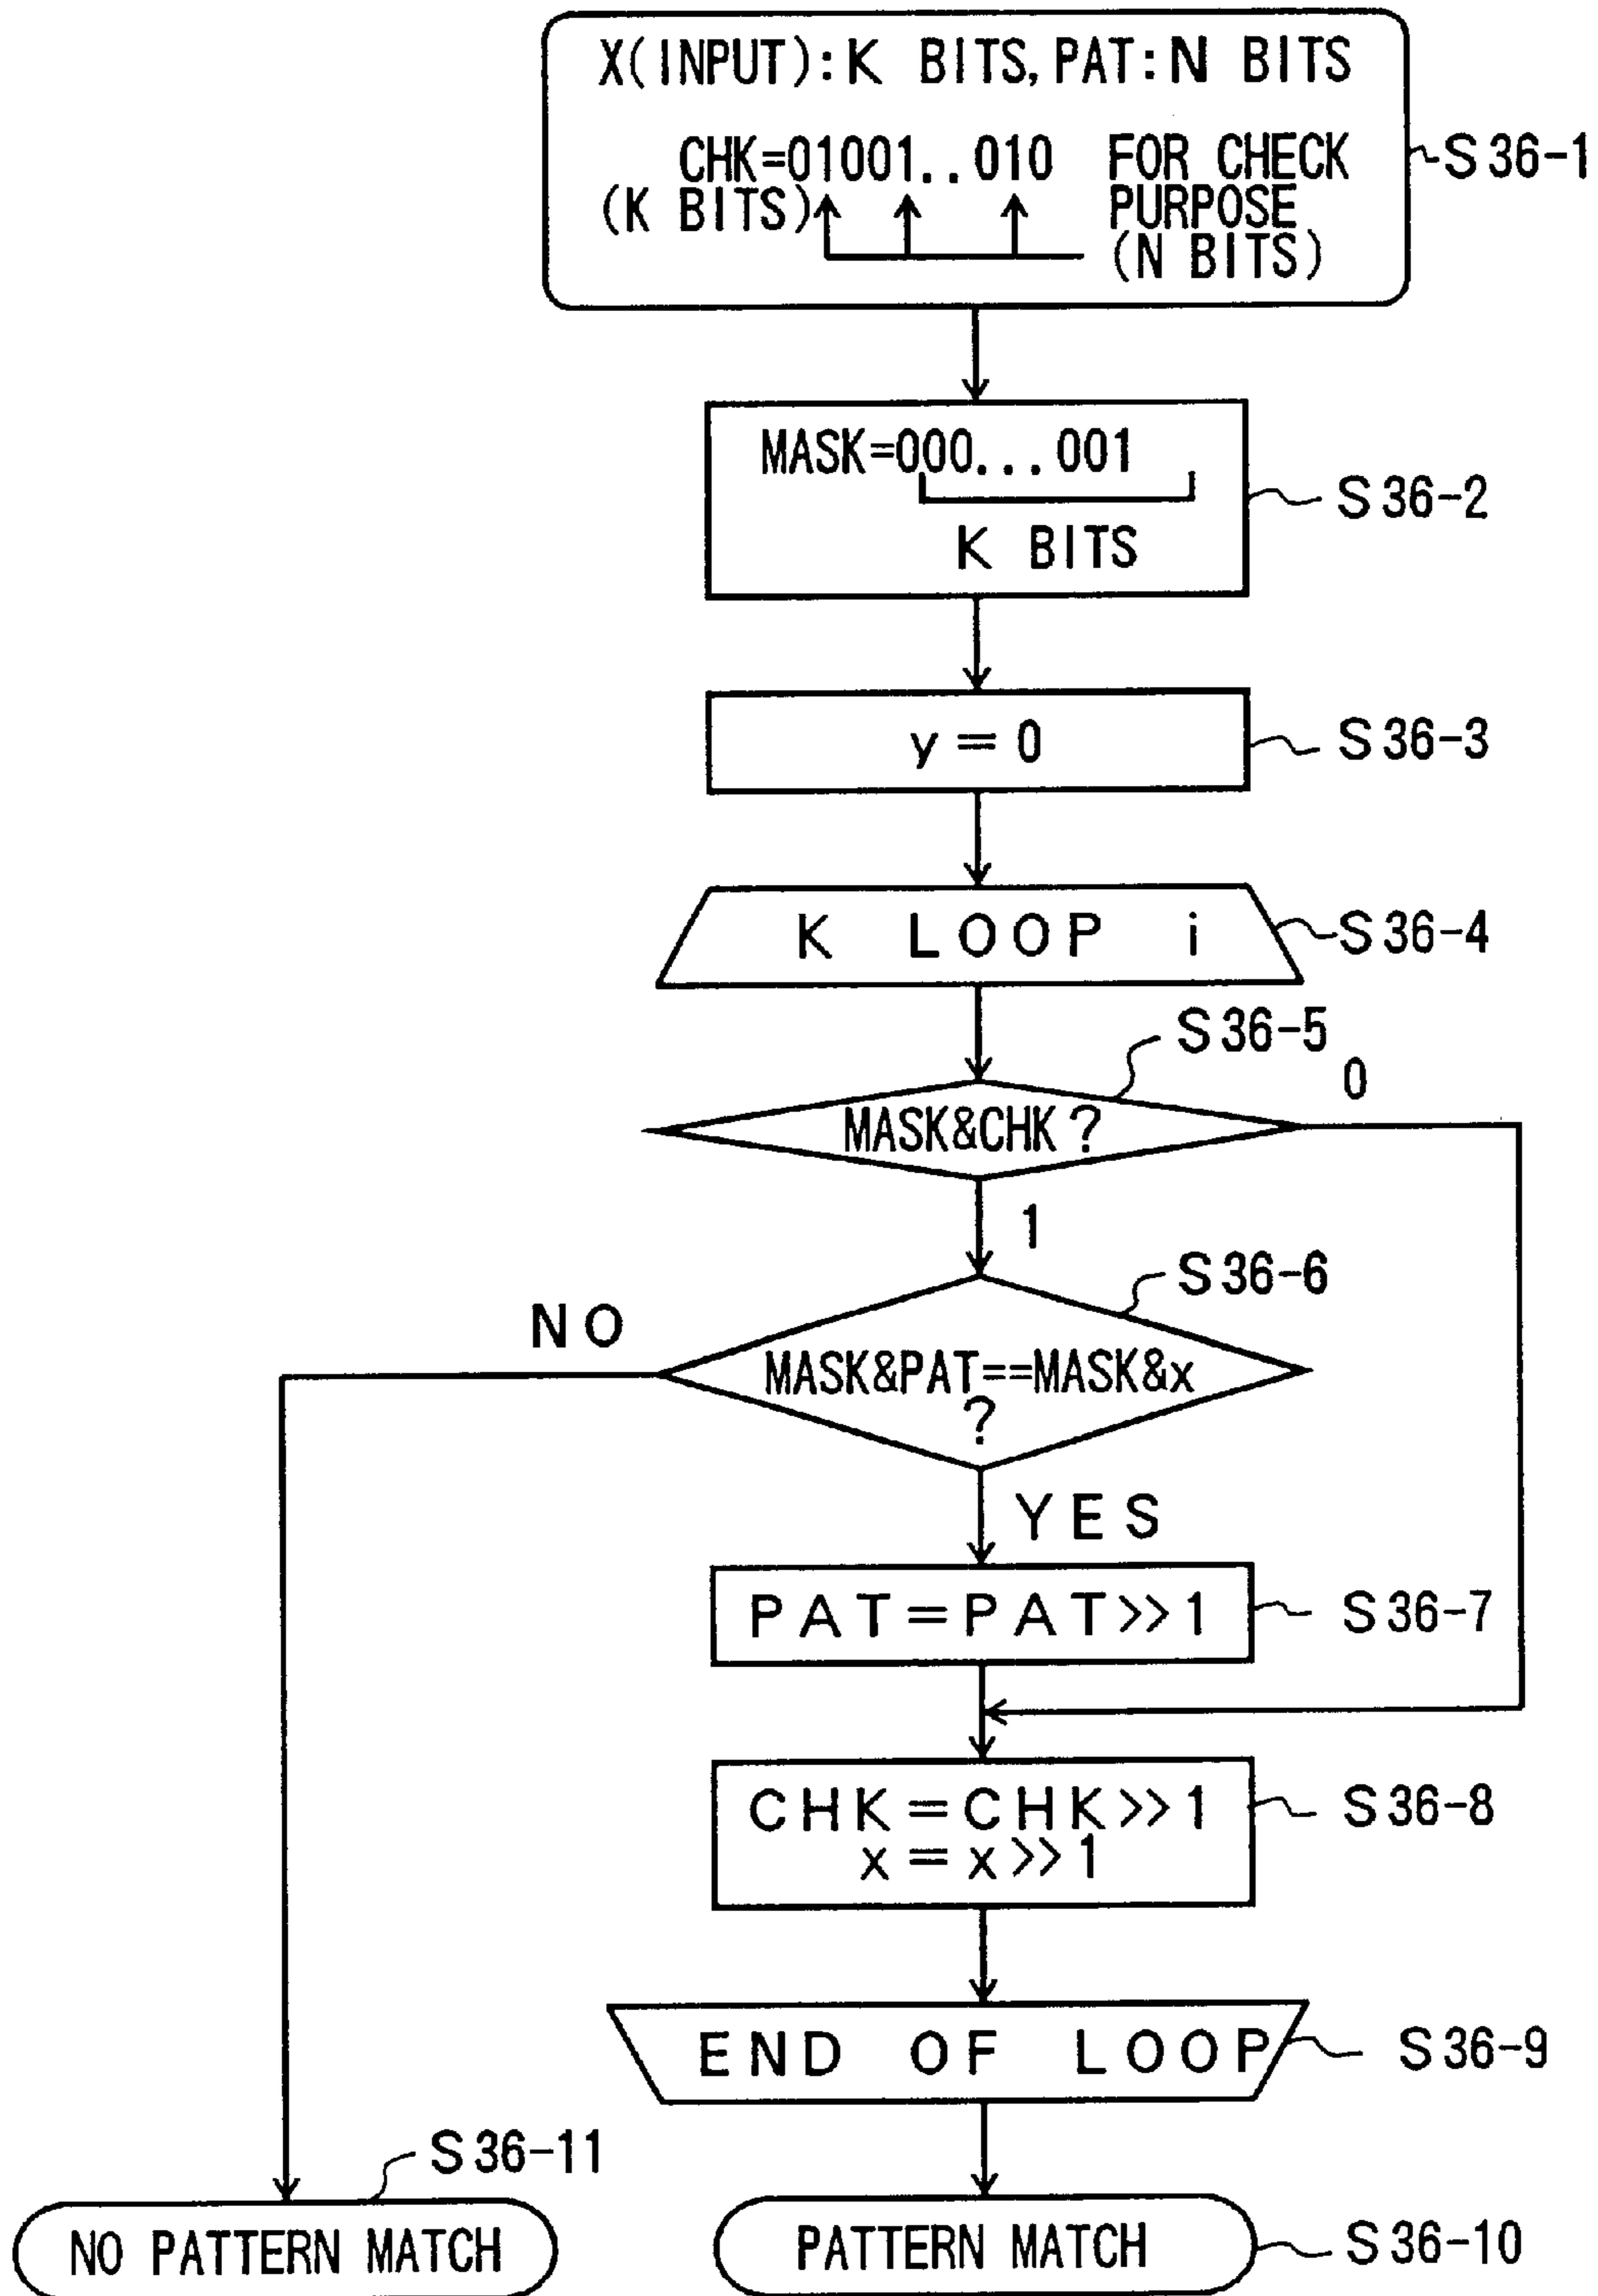 X(INPUT):K BITS, PAT:N BITS
CHK=01001..010 FOR CHECK
(K BITS) PURPOSE
(N BITS)
S36-1
MASK=000...001
K BITS
S36-2
y=0
S36-3
K LOOP i
S36-4
S36-5
0
MASK&CHK?
1
S36-6
NO
MASK&PAT==MASK&x
?
YES
PAT=PAT>>1
S36-7
CHK=CHK>>1
x=x>>1
S36-8
END OF LOOP
S36-9
S36-11
NO PATTERN MATCH
PATTERN MATCH
S36-10